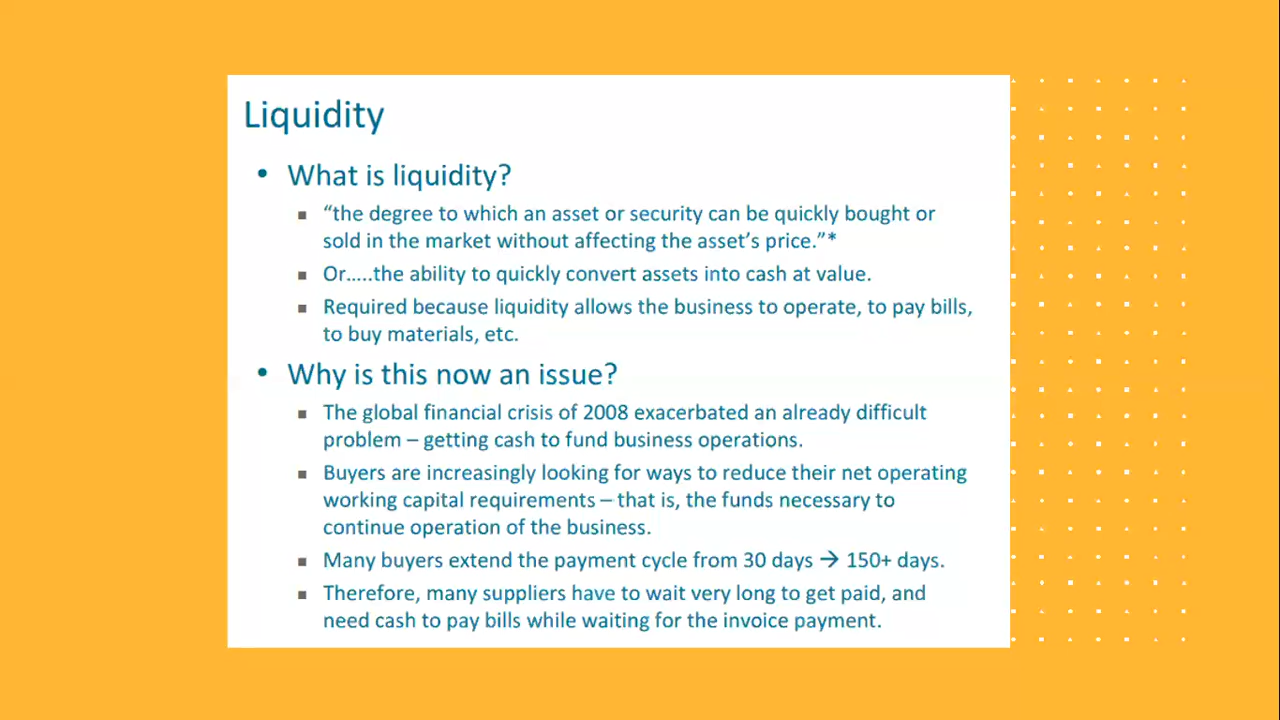 Liquidity
• What is liquidity?
▪ “the degree to which an asset or security can be quickly bought or
sold in the market without affecting the asset’s price.”*
▪ Or.....the ability to quickly convert assets into cash at value.
▪ Required because liquidity allows the business to operate, to pay bills,
to buy materials, etc.
• Why is this now an issue?
▪ The global financial crisis of 2008 exacerbated an already difficult
problem – getting cash to fund business operations.
▪ Buyers are increasingly looking for ways to reduce their net operating
working capital requirements – that is, the funds necessary to
continue operation of the business.
▪ Many buyers extend the payment cycle from 30 days → 150+ days.
▪ Therefore, many suppliers have to wait very long to get paid, and
need cash to pay bills while waiting for the invoice payment.